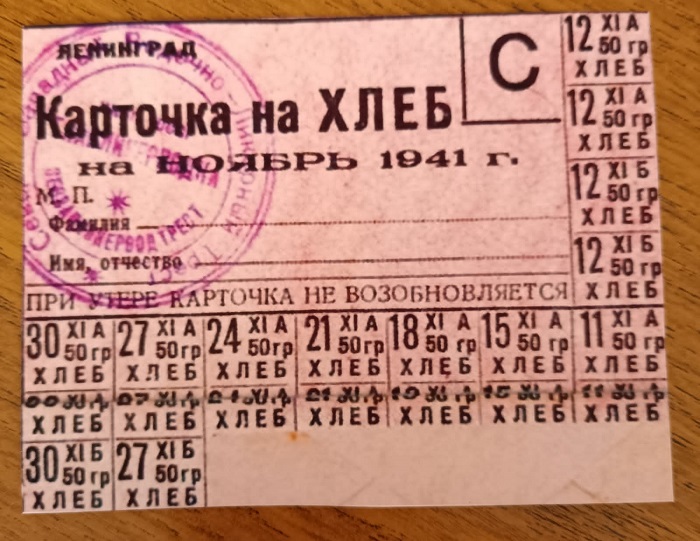 ЛЕНИНГРАД
Карточка на ХЛЕБ
С
на НОЯБРЬ 1941 г.
М. П.
Фамилия
Имя, отчество
ПРИ УТЕРЕ КАРТОЧКА НЕ ВОЗОБНОВЛЯЕТСЯ
12 XI А
50 гр
ХЛЕБ
12 XI А
50 гр
ХЛЕБ
12 XI Б
50 гр
ХЛЕБ
12 XI Б
50 гр
ХЛЕБ
30 XI А 27 XI А 24 XI А 21 XI А 18 XI А 15 XI А 11 XI А
50 гр 50 гр 50 гр 50 гр 50 гр 50 гр 50 гр
ХЛЕБ ХЛЕБ ХЛЕБ ХЛЕБ ХЛЕБ ХЛЕБ ХЛЕБ
ХЛЕБ ХЛЕБ ХЛЕБ ХЛЕБ ХЛЕБ ХЛЕБ ХЛЕБ
30 XI Б 27 XI Б
50 гр 50 гр
ХЛЕБ ХЛЕБ